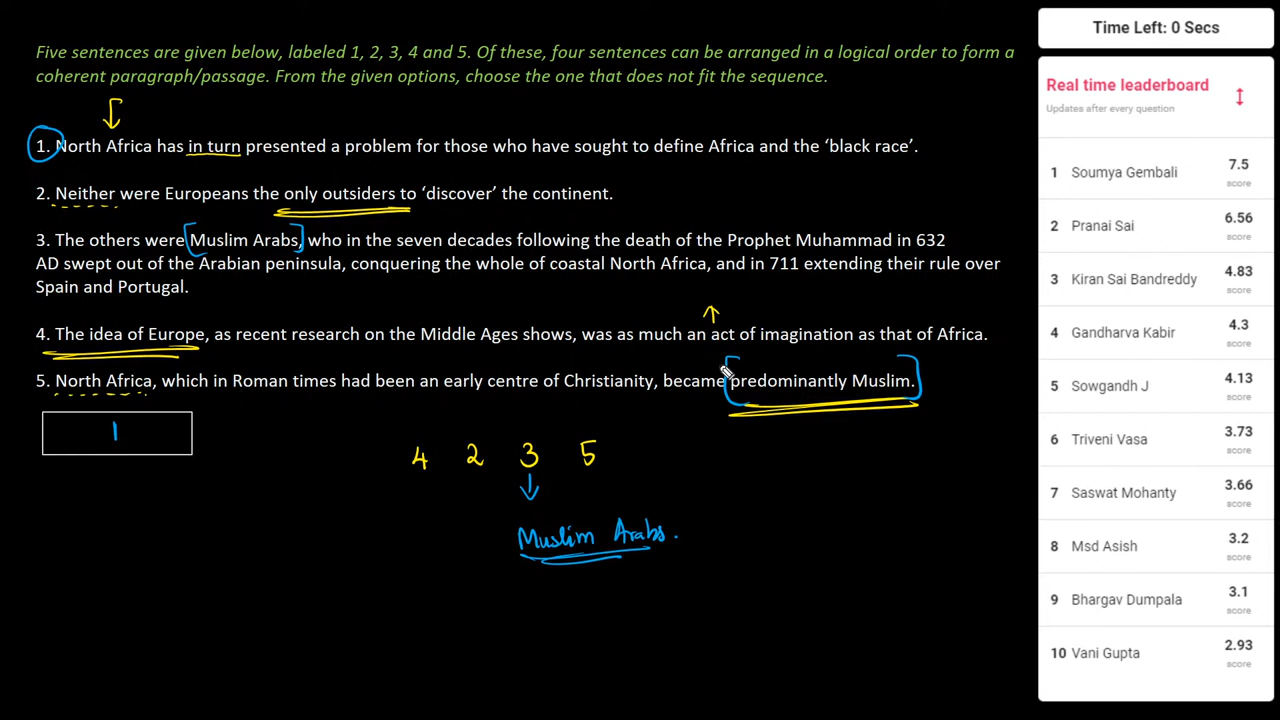 Five sentences are given below, labeled 1, 2, 3, 4 and 5. Of these, four sentences can be arranged in a logical order to form a
coherent paragraph/passage. From the given options, choose the one that does not fit the sequence.
1. North Africa has in turn presented a problem for those who have sought to define Africa and the ‘black race’.
2. Neither were Europeans the only outsiders to ‘discover’ the continent.
3. The others were Muslim Arabs, who in the seven decades following the death of the Prophet Muhammad in 632
AD swept out of the Arabian peninsula, conquering the whole of coastal North Africa, and in 711 extending their rule over
Spain and Portugal.
4. The idea of Europe, as recent research on the Middle Ages shows, was as much an act of imagination as that of Africa.
5. North Africa, which in Roman times had been an early centre of Christianity, became predominantly Muslim.
1
4 2 3 5
Muslim Arabs.
Time Left: 0 Secs
Real time leaderboard
Updates after every question
1 Soumya Gembali 7.5 score
2 Pranai Sai 6.56 score
3 Kiran Sai Bandreddy 4.83 score
4 Gandharva Kabir 4.3 score
5 Sowgandh J 4.13 score
6 Triveni Vasa 3.73 score
7 Saswat Mohanty 3.66 score
8 Msd Asish 3.2 score
9 Bhargav Dumpala 3.1 score
10 Vani Gupta 2.93 score